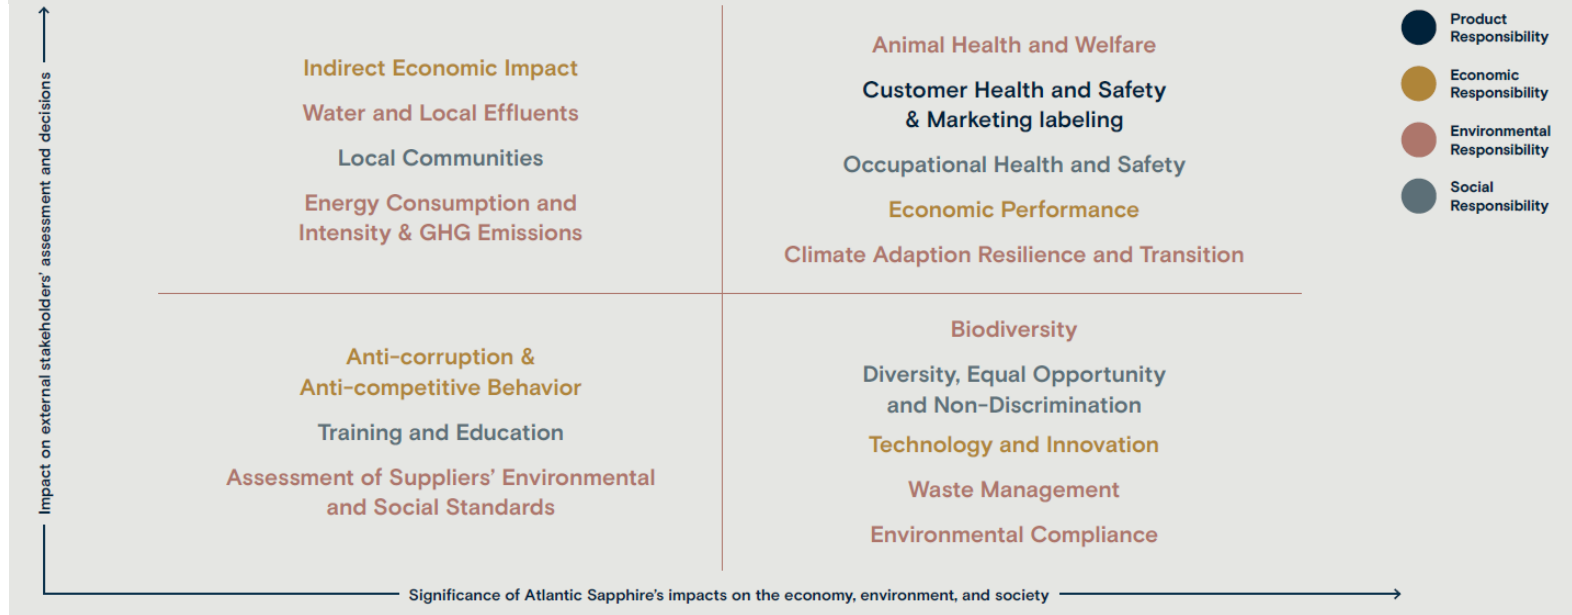 Impact on external stakeholders' assessment and decisions
Indirect Economic Impact
Water and Local Effluents
Local Communities
Energy Consumption and
Intensity & GHG Emissions
Animal Health and Welfare
Customer Health and Safety
& Marketing labeling
Occupational Health and Safety
Economic Performance
Climate Adaption Resilience and Transition
Anti-corruption &
Anti-competitive Behavior
Training and Education
Assessment of Suppliers' Environmental
and Social Standards
Biodiversity
Diversity, Equal Opportunity
and Non-Discrimination
Technology and Innovation
Waste Management
Environmental Compliance
Significance of Atlantic Sapphire's impacts on the economy, environment, and society
Product
Responsibility
Economic
Responsibility
Environmental
Responsibility
Social
Responsibility